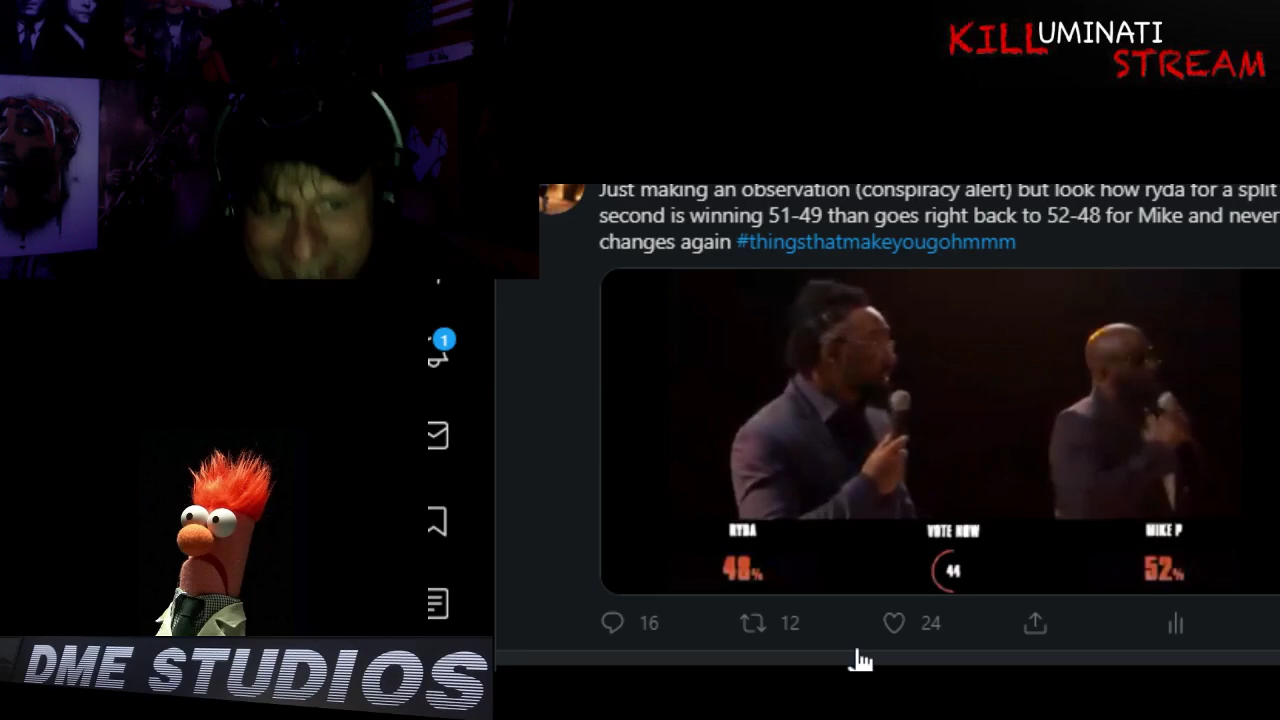 KILLUMINATI
STREAM
Just making an observation (conspiracy alert) but look how ryda for a split
second is winning 51-49 than goes right back to 52-48 for Mike and never
changes again #thingsthatmakeyougohmmm
1
RYDA VOTE NOW MIKE P
48% 44 52%
16 12 24
DME STUDIOS